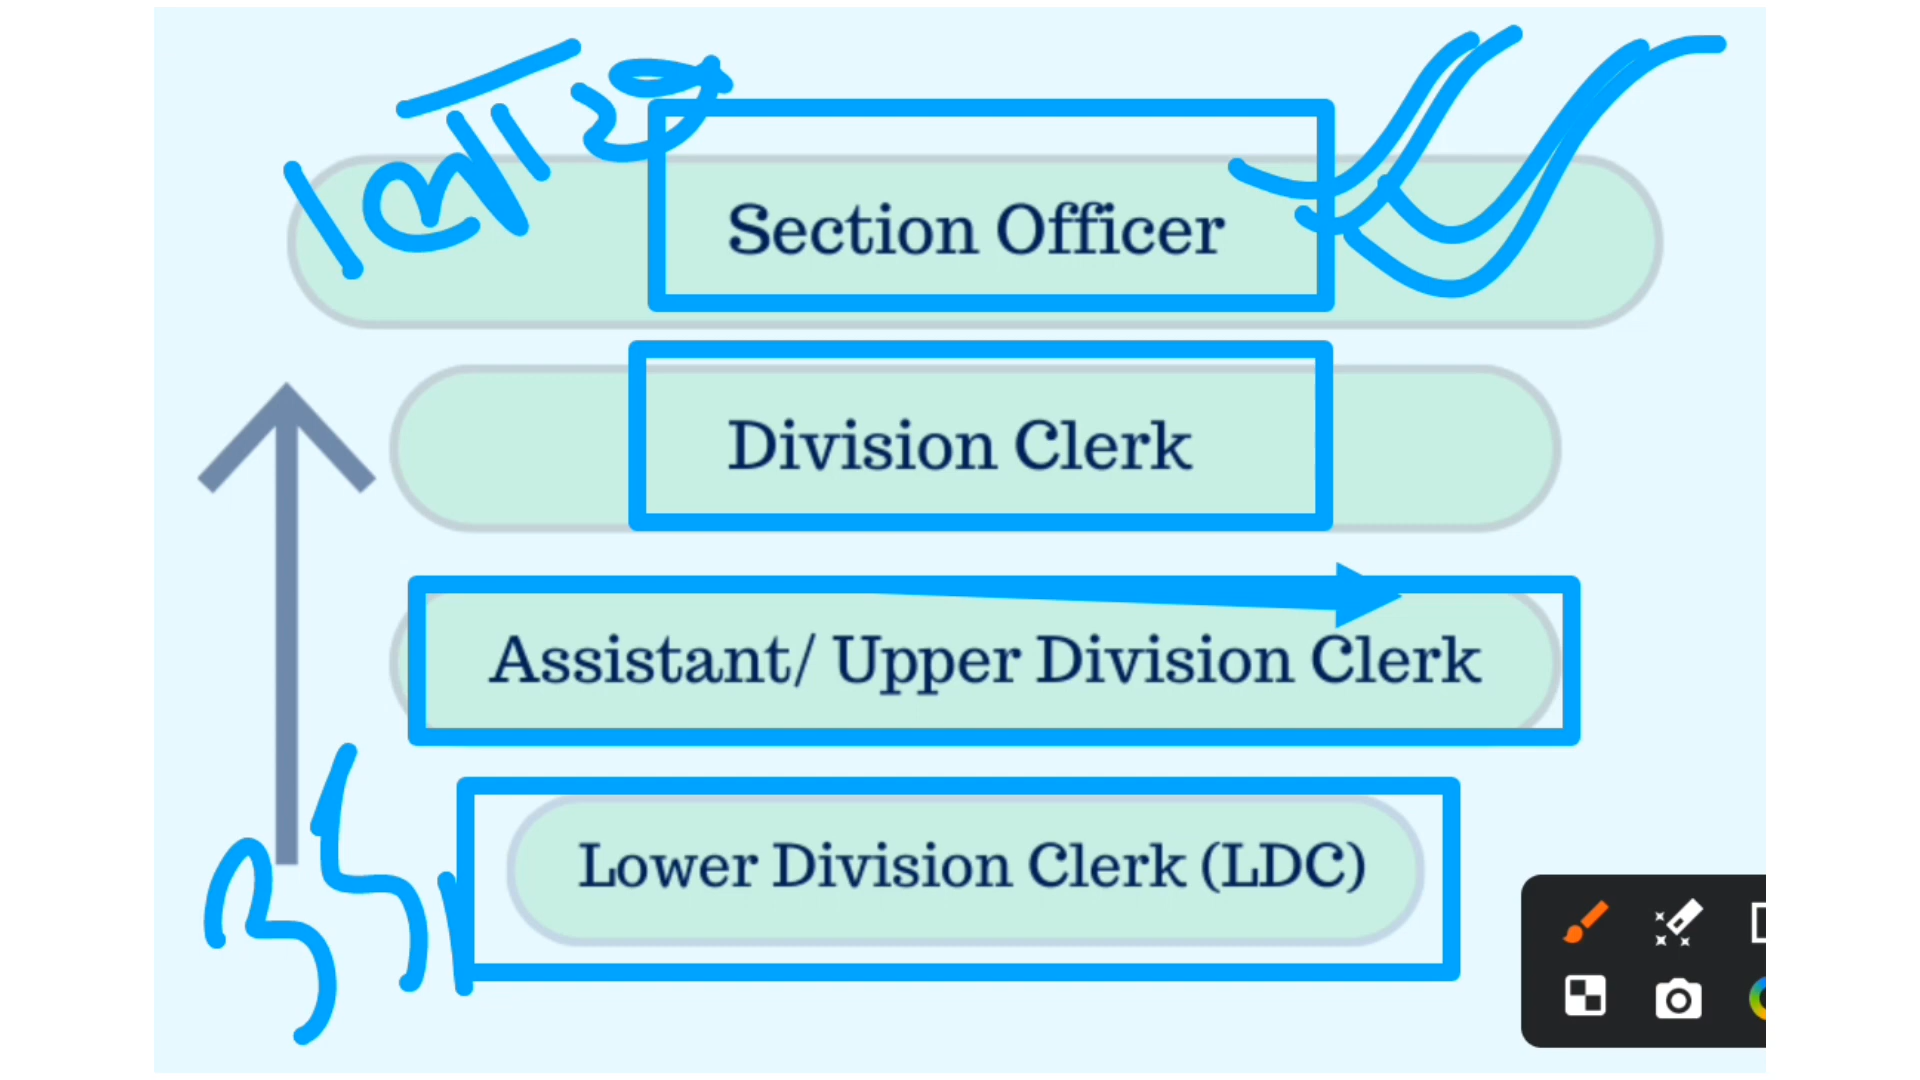 Section Officer
Division Clerk
Assistant/ Upper Division Clerk
Lower Division Clerk (LDC)